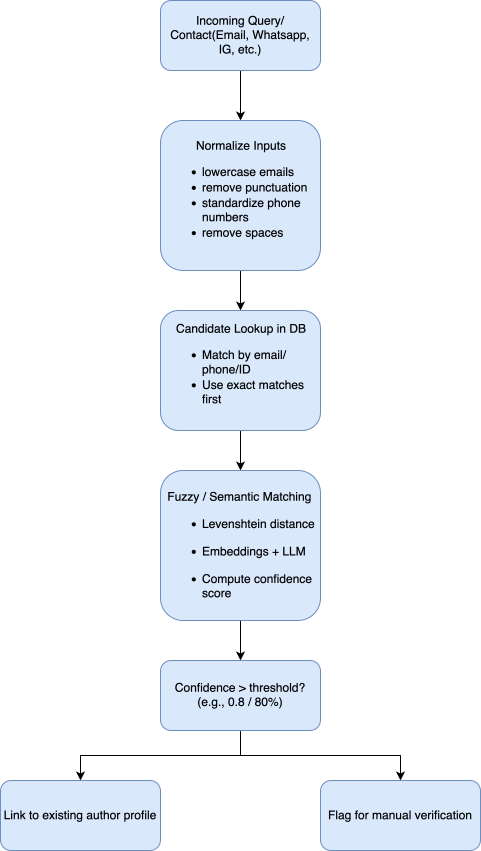 Incoming Query/
Contact(Email, Whatsapp,
IG, etc.)
Normalize Inputs
• lowercase emails
• remove punctuation
• standardize phone
numbers
• remove spaces
Candidate Lookup in DB
• Match by email/
phone/ID
• Use exact matches
first
Fuzzy / Semantic Matching
• Levenshtein distance
• Embeddings + LLM
• Compute confidence
score
Confidence > threshold?
(e.g., 0.8 / 80%)
Link to existing author profile
Flag for manual verification